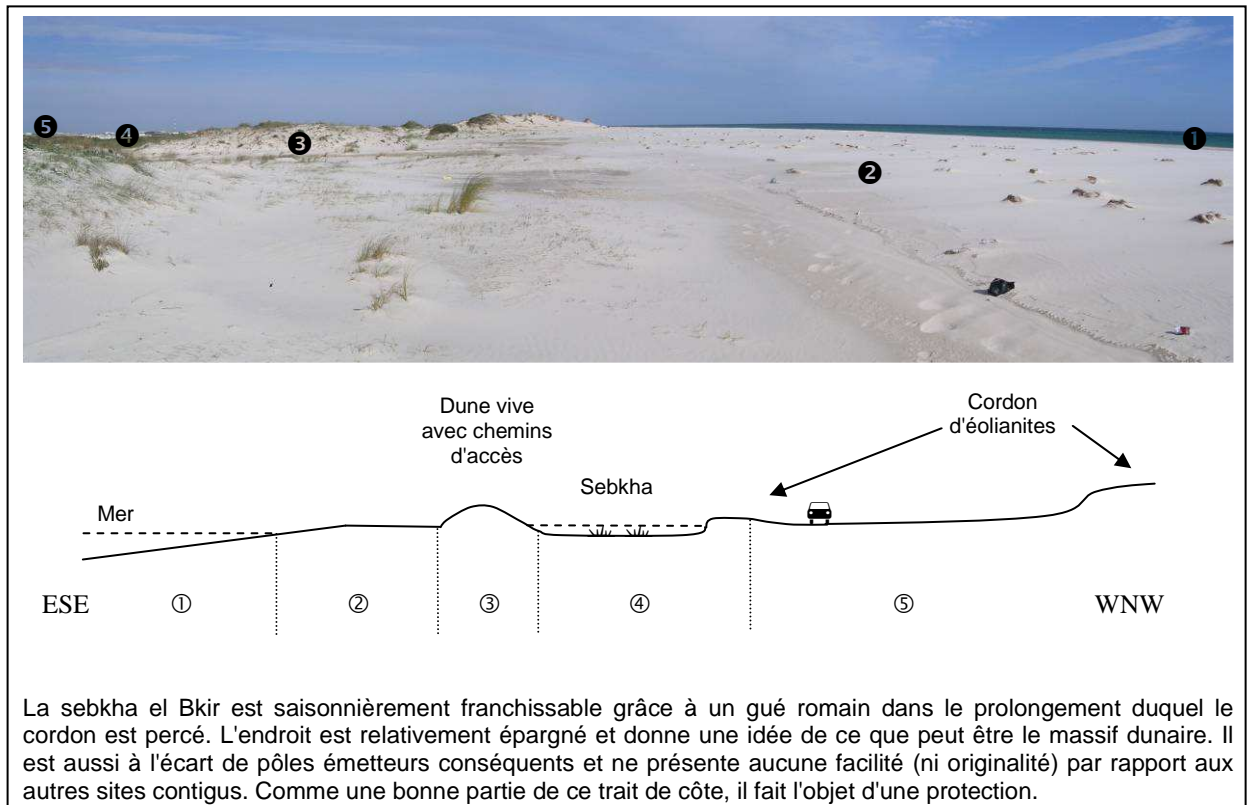 ❺
❹
❸
❷
❶
Dune vive
avec chemins
d'accès
Cordon
d'éolianites
Sebkha
Mer
ESE ① ② ③ ④ ⑤ WNW
La sebkha el Bkir est saisonnièrement franchissable grâce à un gué romain dans le prolongement duquel le
cordon est percé. L'endroit est relativement épargné et donne une idée de ce que peut être le massif dunaire. Il
est aussi à l'écart de pôles émetteurs conséquents et ne présente aucune facilité (ni originalité) par rapport aux
autres sites contigus. Comme une bonne partie de ce trait de côte, il fait l'objet d'une protection.